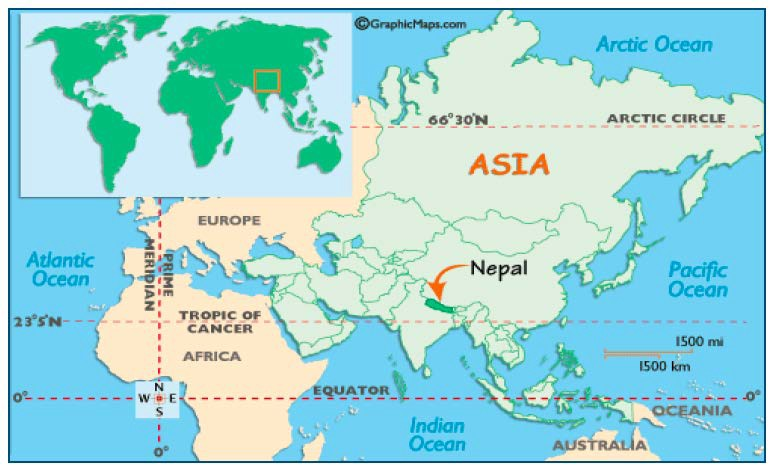 ©GraphicMaps.com
Arctic Ocean
66°30'N
ARCTIC CIRCLE
ASIA
EUROPE
Atlantic
Ocean
PRIME
MERIDIAN
Nepal
Pacific
Ocean
23°5'N
TROPIC OF
CANCER
AFRICA
1500 mi
1500 km
N
W E
S
0°
EQUATOR
0°
OCEANIA
Indian
Ocean
AUSTRALIA
0°